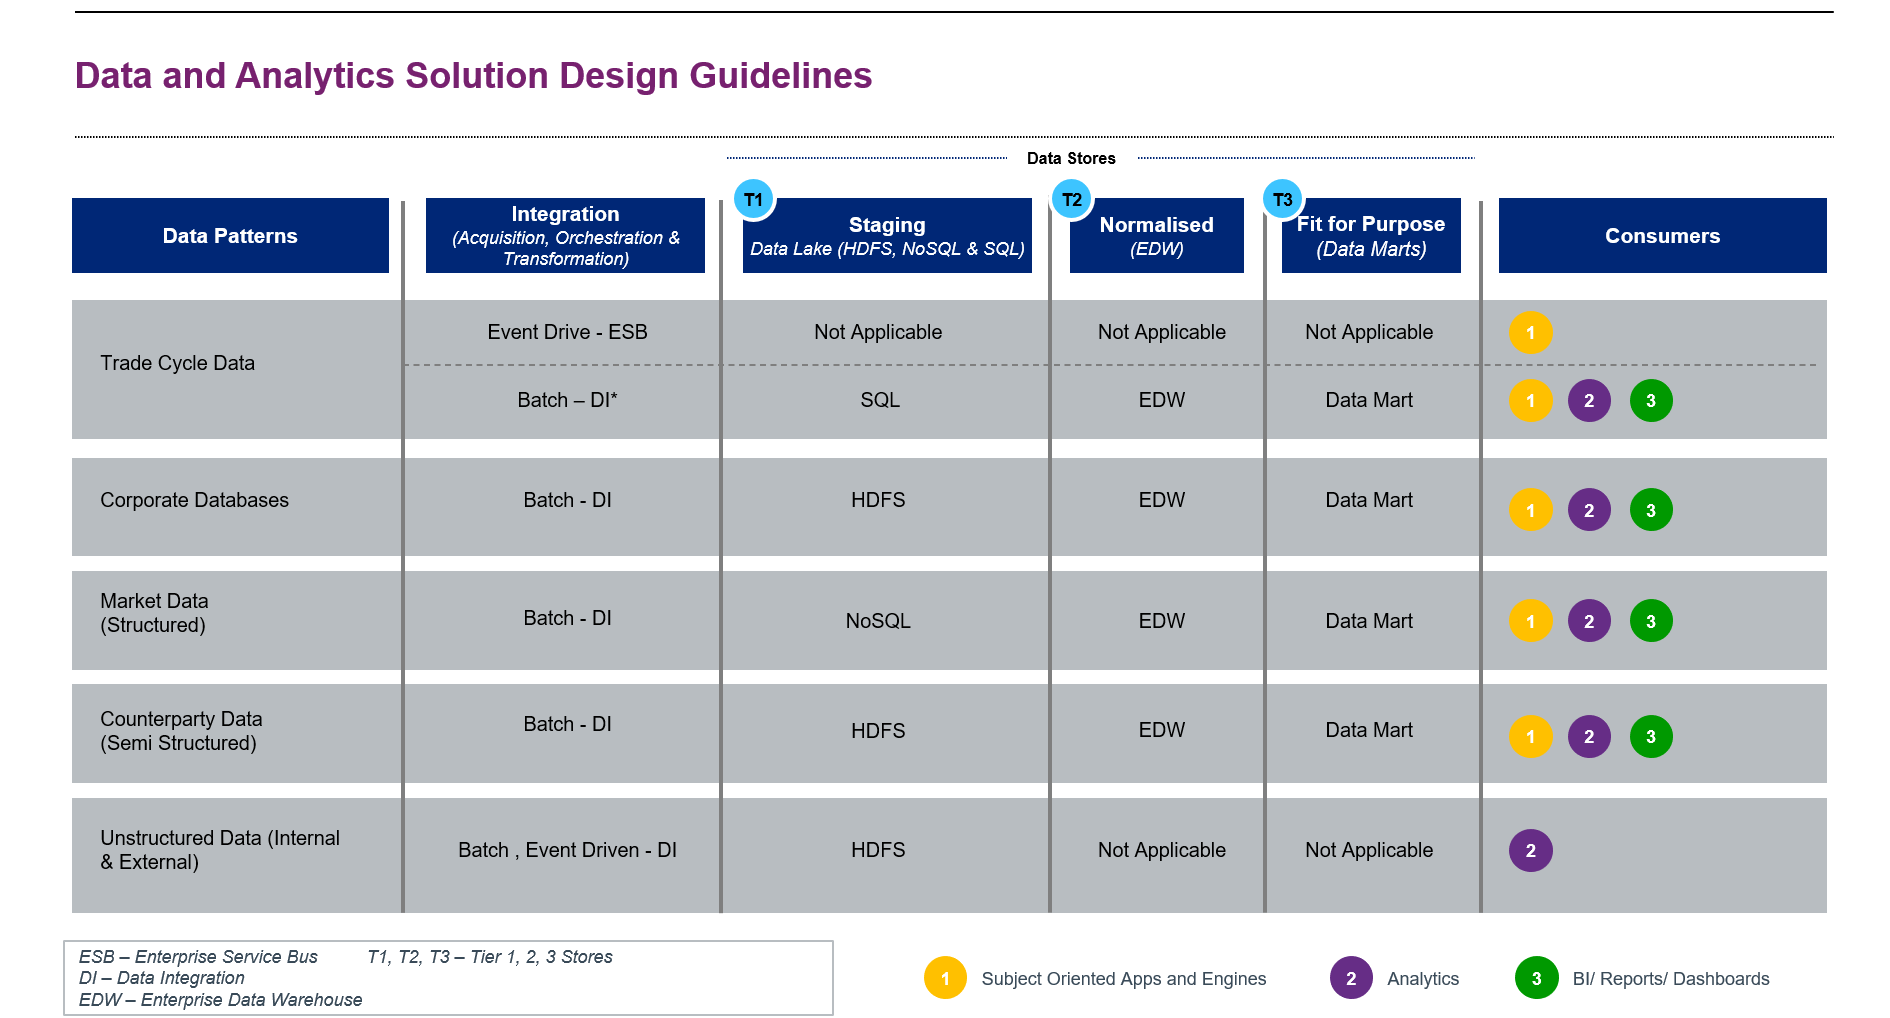 Data and Analytics Solution Design Guidelines
Data Stores
T1
T2
T3
Data Patterns
Integration
(Acquisition, Orchestration &
Transformation)
Staging
Data Lake (HDFS, NoSQL & SQL)
Normalised
(EDW)
Fit for Purpose
(Data Marts)
Consumers
Trade Cycle Data
Event Drive - ESB
Not Applicable
Not Applicable
Not Applicable
1
Batch – DI*
SQL
EDW
Data Mart
1 2 3
Corporate Databases
Batch - DI
HDFS
EDW
Data Mart
1 2 3
Market Data
(Structured)
Batch - DI
NoSQL
EDW
Data Mart
1 2 3
Counterparty Data
(Semi Structured)
Batch - DI
HDFS
EDW
Data Mart
1 2 3
Unstructured Data (Internal
& External)
Batch , Event Driven - DI
HDFS
Not Applicable
Not Applicable
2
ESB – Enterprise Service Bus T1, T2, T3 – Tier 1, 2, 3 Stores
DI – Data Integration
EDW – Enterprise Data Warehouse
1 Subject Oriented Apps and Engines
2 Analytics
3 BI/ Reports/ Dashboards